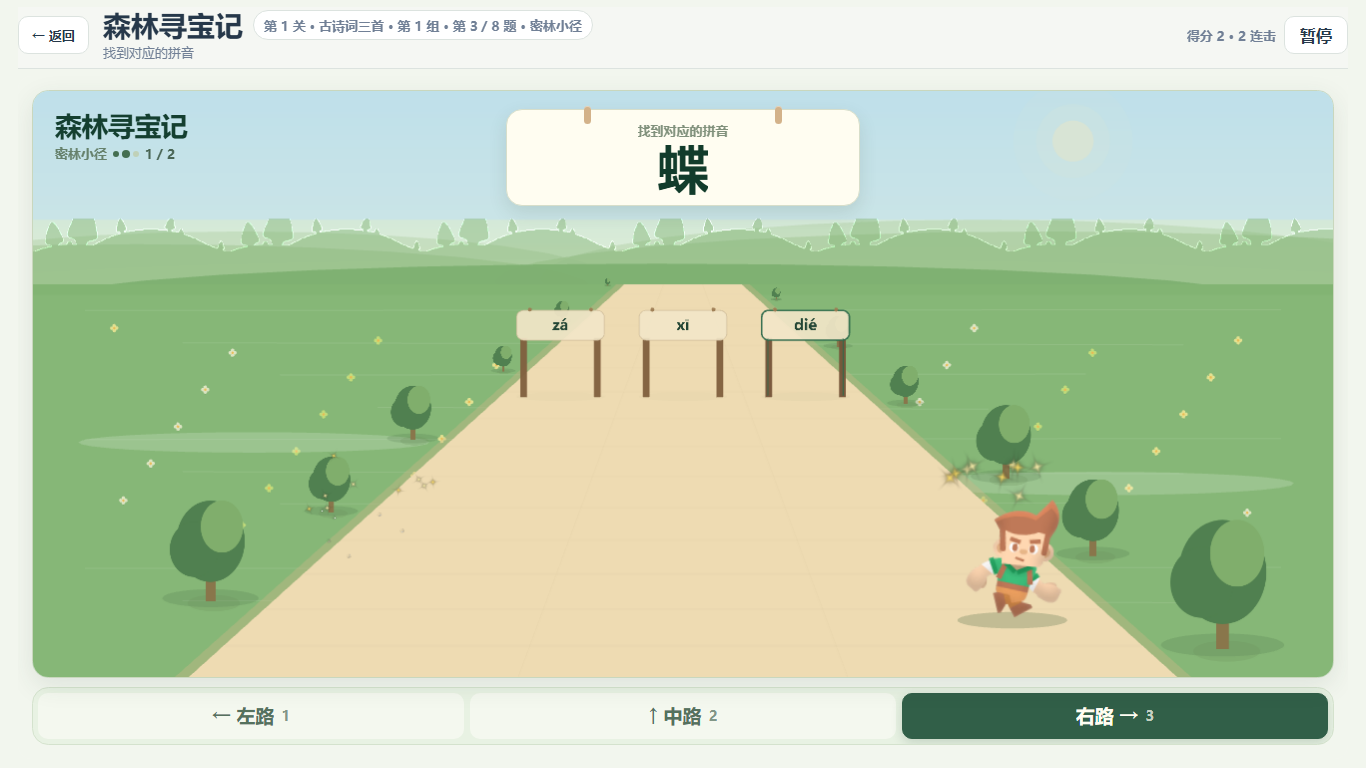 ← 返回
森林寻宝记
第 1 关 • 古诗词三首 • 第 1 组 • 第 3 / 8 题 • 密林小径
找到对应的拼音
得分 2 • 2 连击
暂停
森林寻宝记
密林小径 1 / 2
找到对应的拼音
蝶
zá
xī
dié
← 左路 1
↑ 中路 2
右路 → 3